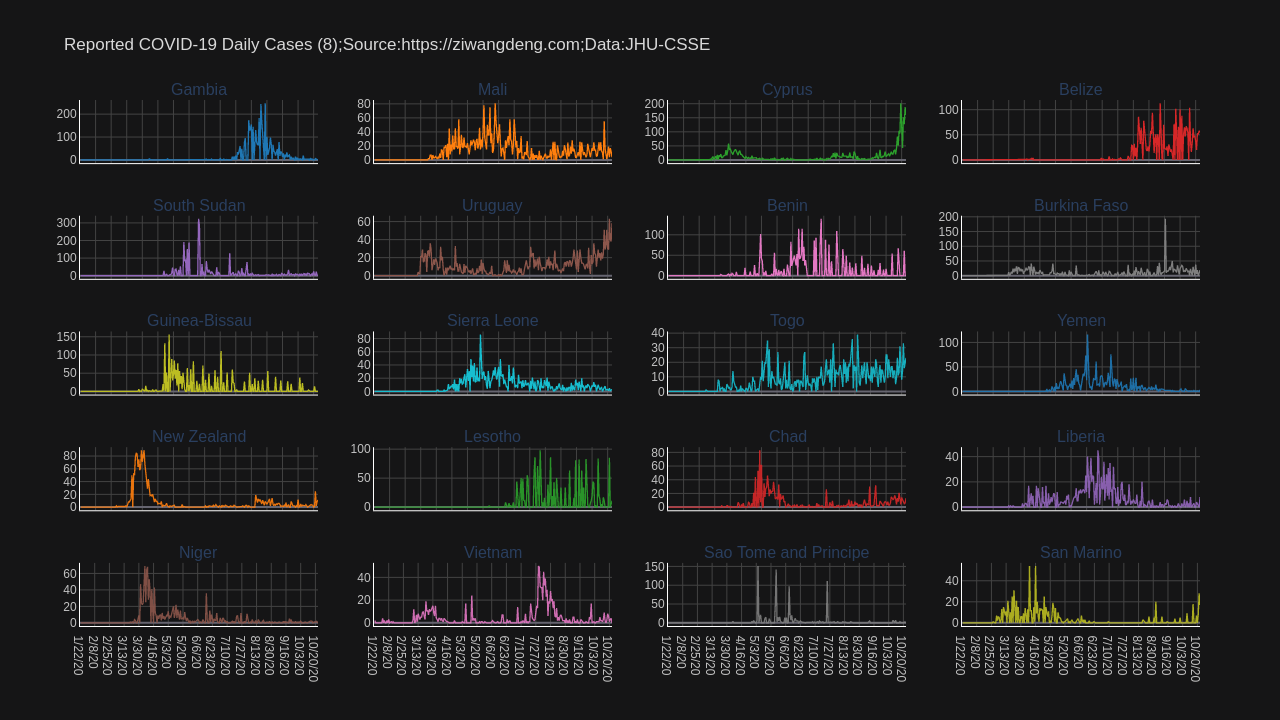 Reported COVID-19 Daily Cases (8);Source:https://ziwangdeng.com;Data:JHU-CSSE
Gambia Mali Cyprus Belize
200 100 0
80 60 40 20 0
200 150 100 50 0
100 50 0
South Sudan Uruguay Benin Burkina Faso
300 200 100 0
60 40 20 0
100 50 0
200 150 100 50 0
Guinea-Bissau Sierra Leone Togo Yemen
150 100 50 0
80 60 40 20 0
40 30 20 10 0
100 50 0
New Zealand Lesotho Chad Liberia
80 60 40 20 0
100 50 0
80 60 40 20 0
40 20 0
Niger Vietnam Sao Tome and Principe San Marino
60 40 20 0
40 20 0
150 100 50 0
40 20 0
1/22/20 2/8/20 2/25/20 3/13/20 3/30/20 4/16/20 5/3/20 5/20/20 6/6/20 6/23/20 7/10/20 7/27/20 8/13/20 8/30/20 9/16/20 10/3/20 10/20/20
1/22/20 2/8/20 2/25/20 3/13/20 3/30/20 4/16/20 5/3/20 5/20/20 6/6/20 6/23/20 7/10/20 7/27/20 8/13/20 8/30/20 9/16/20 10/3/20 10/20/20
1/22/20 2/8/20 2/25/20 3/13/20 3/30/20 4/16/20 5/3/20 5/20/20 6/6/20 6/23/20 7/10/20 7/27/20 8/13/20 8/30/20 9/16/20 10/3/20 10/20/20
1/22/20 2/8/20 2/25/20 3/13/20 3/30/20 4/16/20 5/3/20 5/20/20 6/6/20 6/23/20 7/10/20 7/27/20 8/13/20 8/30/20 9/16/20 10/3/20 10/20/20